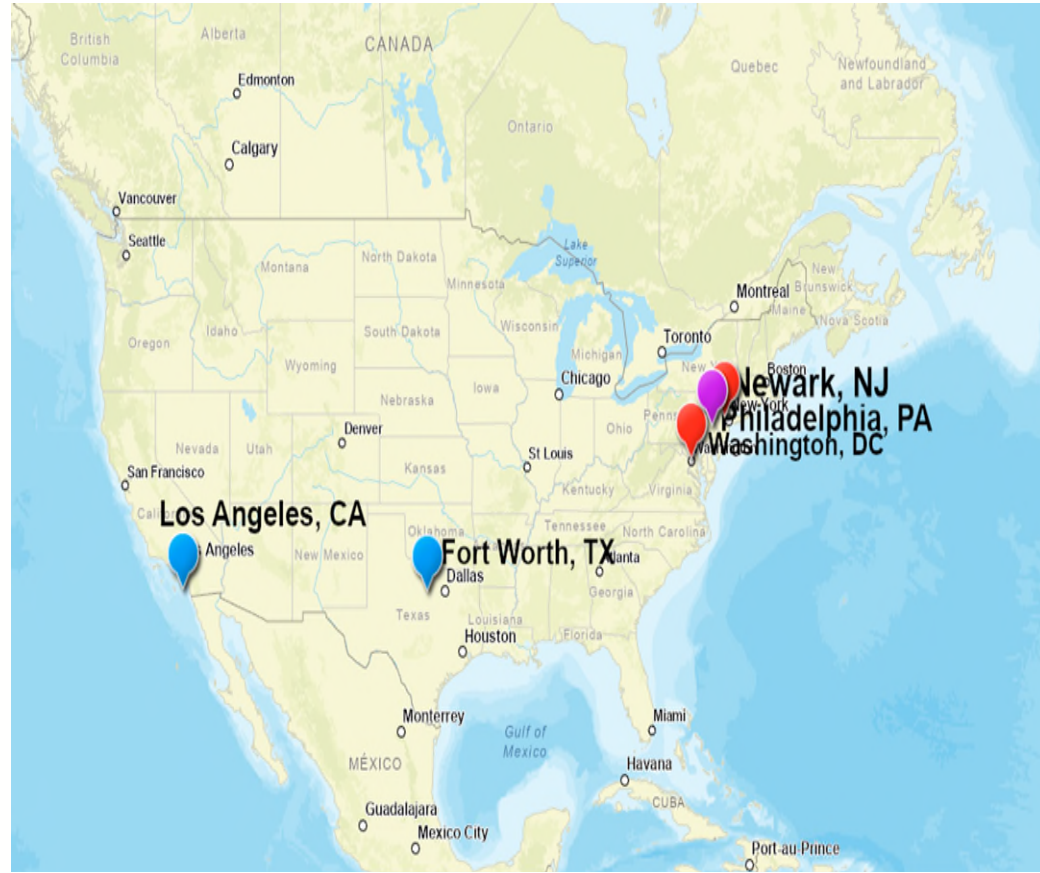 British
Columbia
Alberta
CANADA
Edmonton
Quebec
Newfoundland
and Labrador
Ontario
Calgary
Vancouver
Seattle
Lake
Superior
Montana
North Dakota
Minnesota
Montreal
New
Brunswick
Maine
Nova Scotia
Oregon
Idaho
South Dakota
Wisconsin
Toronto
Michigan
Wyoming
Chicago
New
Boston
Newark, NJ
Iowa
Nebraska
New York
Penns
Philadelphia, PA
Ohio
Denver
Washington, DC
Nevada
Utah
St Louis
San Francisco
Kansas
Kentucky
Virginia
Los Angeles, CA
Califo
Tennessee
North Carolina
Oklahoma
Angeles
New Mexico
Fort Worth, TX
lanta
Dallas
Georgia
Texas
Louisiana
Florida
Houston
Monterrey
Miami
Gulf of
Mexico
MÉXICO
Havana
CUBA
Guadalajara
Mexico City
Port-au-Prince